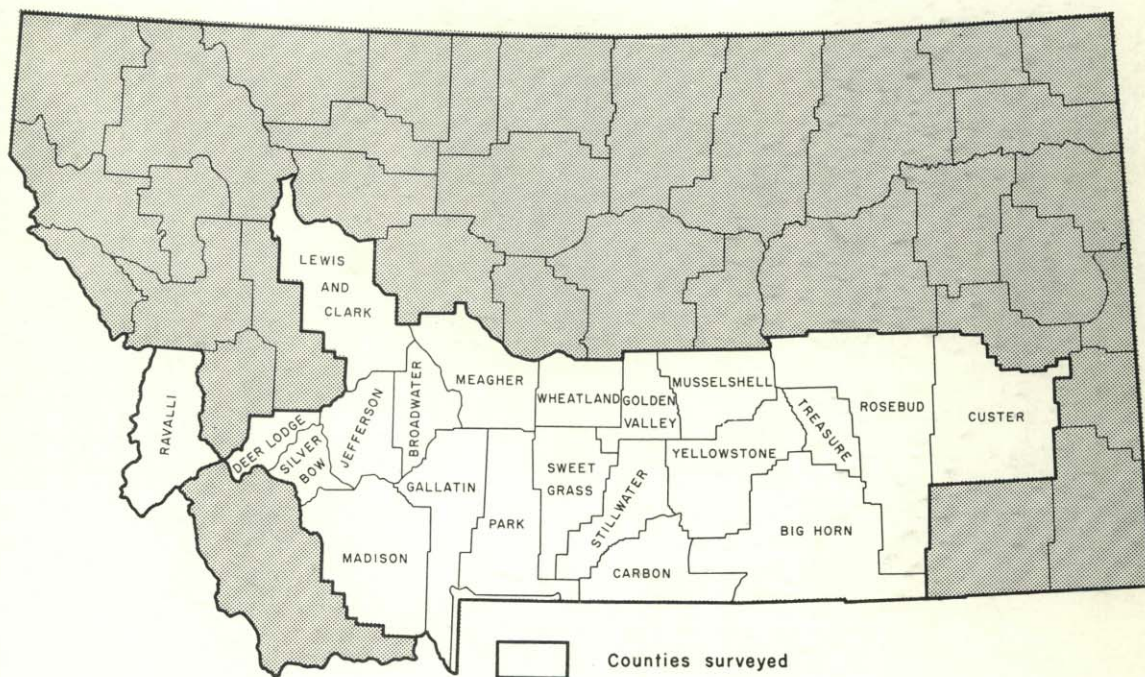 LEWIS
AND
CLARK
RAVALLI
DEER LODGE
SILVER
BOW
JEFFERSON
BROADWATER
MEAGHER
WHEATLAND
GOLDEN
VALLEY
MUSSELSHELL
TREASURE
ROSEBUD
CUSTER
GALLATIN
MADISON
PARK
SWEET
GRASS
STILLWATER
YELLOWSTONE
CARBON
BIG HORN
Counties surveyed